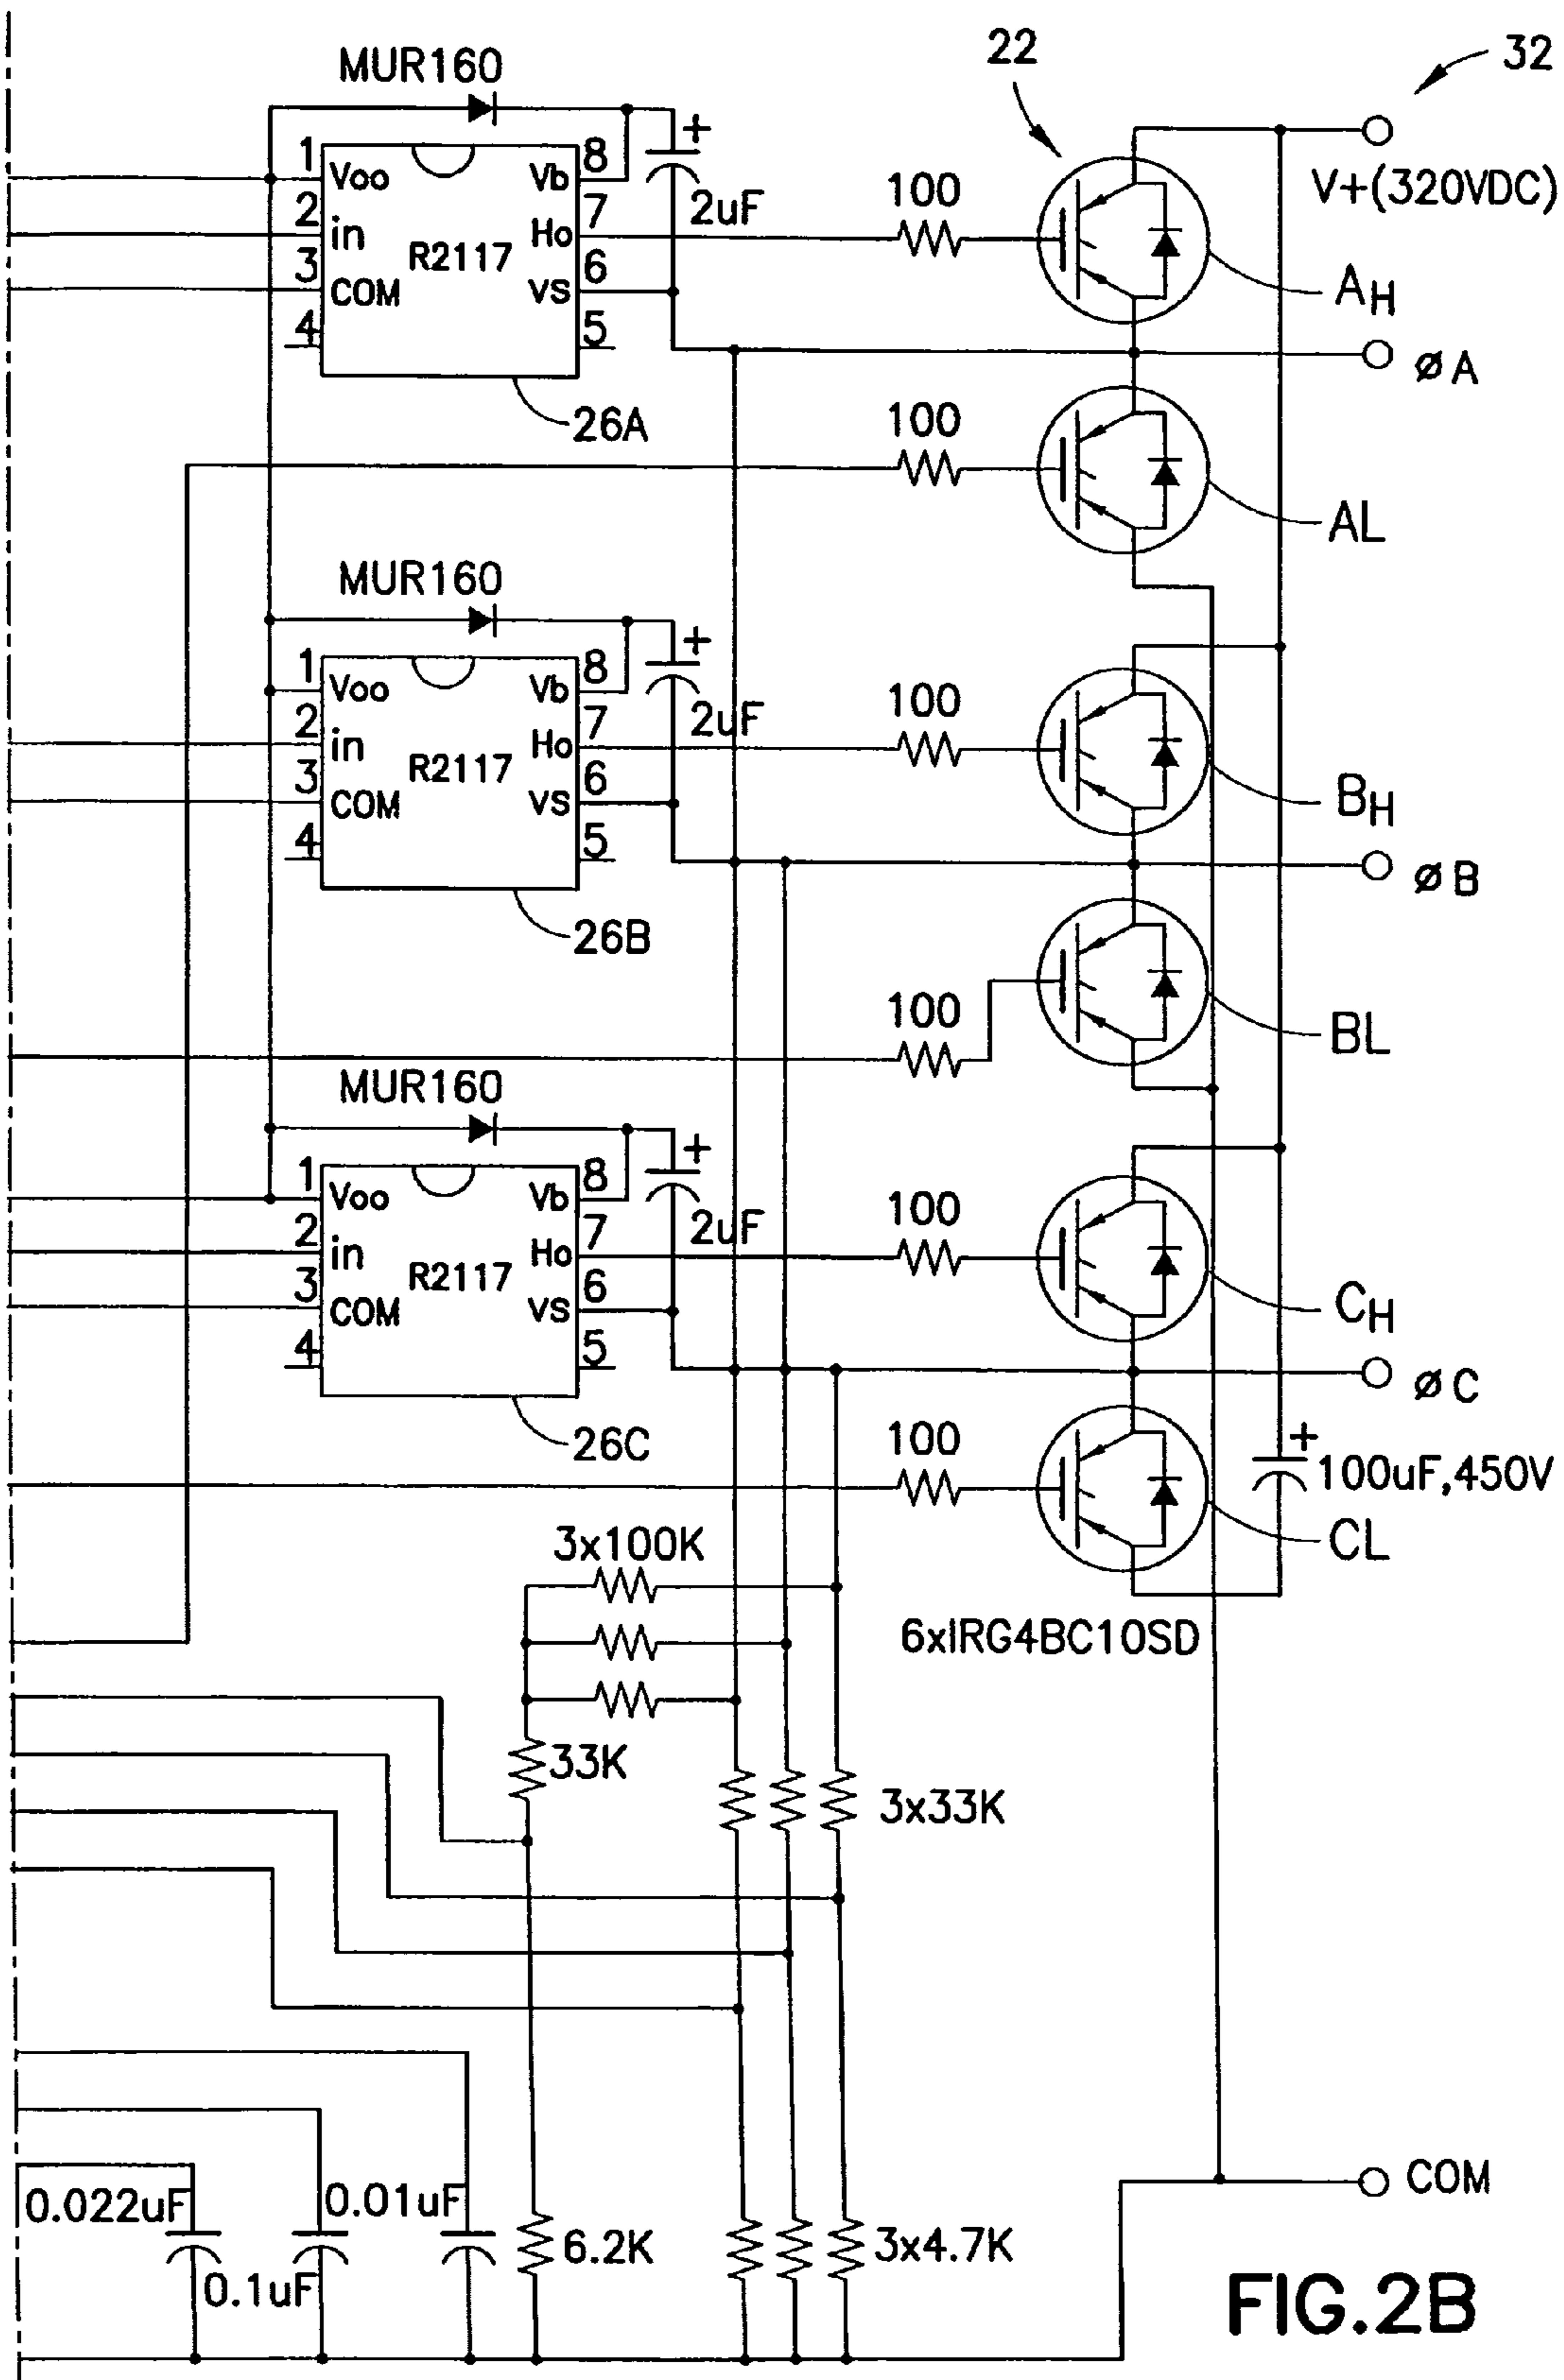 22
32
MUR160
V+(320VDC)
1
Voo
Vb
8
+
2uF
2
in
Ho
7
100
R2117
3
COM
VS
6
AH
4
5
øA
26A
100
AL
MUR160
1
Voo
Vb
8
+
2uF
2
in
Ho
7
100
R2117
3
COM
VS
6
BH
4
5
øB
26B
100
BL
MUR160
1
Voo
Vb
8
+
2uF
2
in
Ho
7
100
R2117
3
COM
VS
6
CH
4
5
øC
26C
100
+
100uF,450V
CL
3x100K
6xIRG4BC10SD
33K
3x33K
COM
0.022uF
0.01uF
6.2K
3x4.7K
0.1uF
FIG.2B